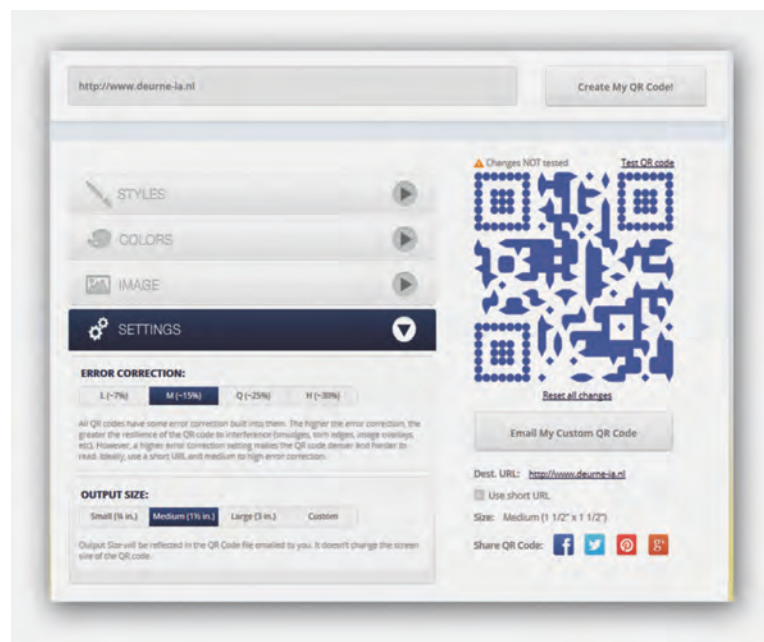 http://www.deurne-la.nl
Create My QR Code!
STYLES
COLORS
IMAGE
SETTINGS
ERROR CORRECTION:
L (~7%) M (~15%) Q (~25%) H (~30%)
All QR codes have some error correction built into them. The higher the error correction, the
greater the resilience of the QR code to interference (smudges, torn edges, image overlays,
etc). However, a higher error correction setting makes the QR code denser and harder to
read. Ideally, use a short URL and medium to high error correction.
OUTPUT SIZE:
Small (¾ in.) Medium (1½ in.) Large (3 in.) Custom
Output Size will be reflected in the QR Code file emailed to you. It doesn't change the screen
size of the QR code.
Changes NOT tested Test QR code
Reset all changes
Email My Custom QR Code
Dest. URL: http://www.deurne-la.nl
Use short URL
Size: Medium (1 1/2" x 1 1/2")
Share QR Code: f g+